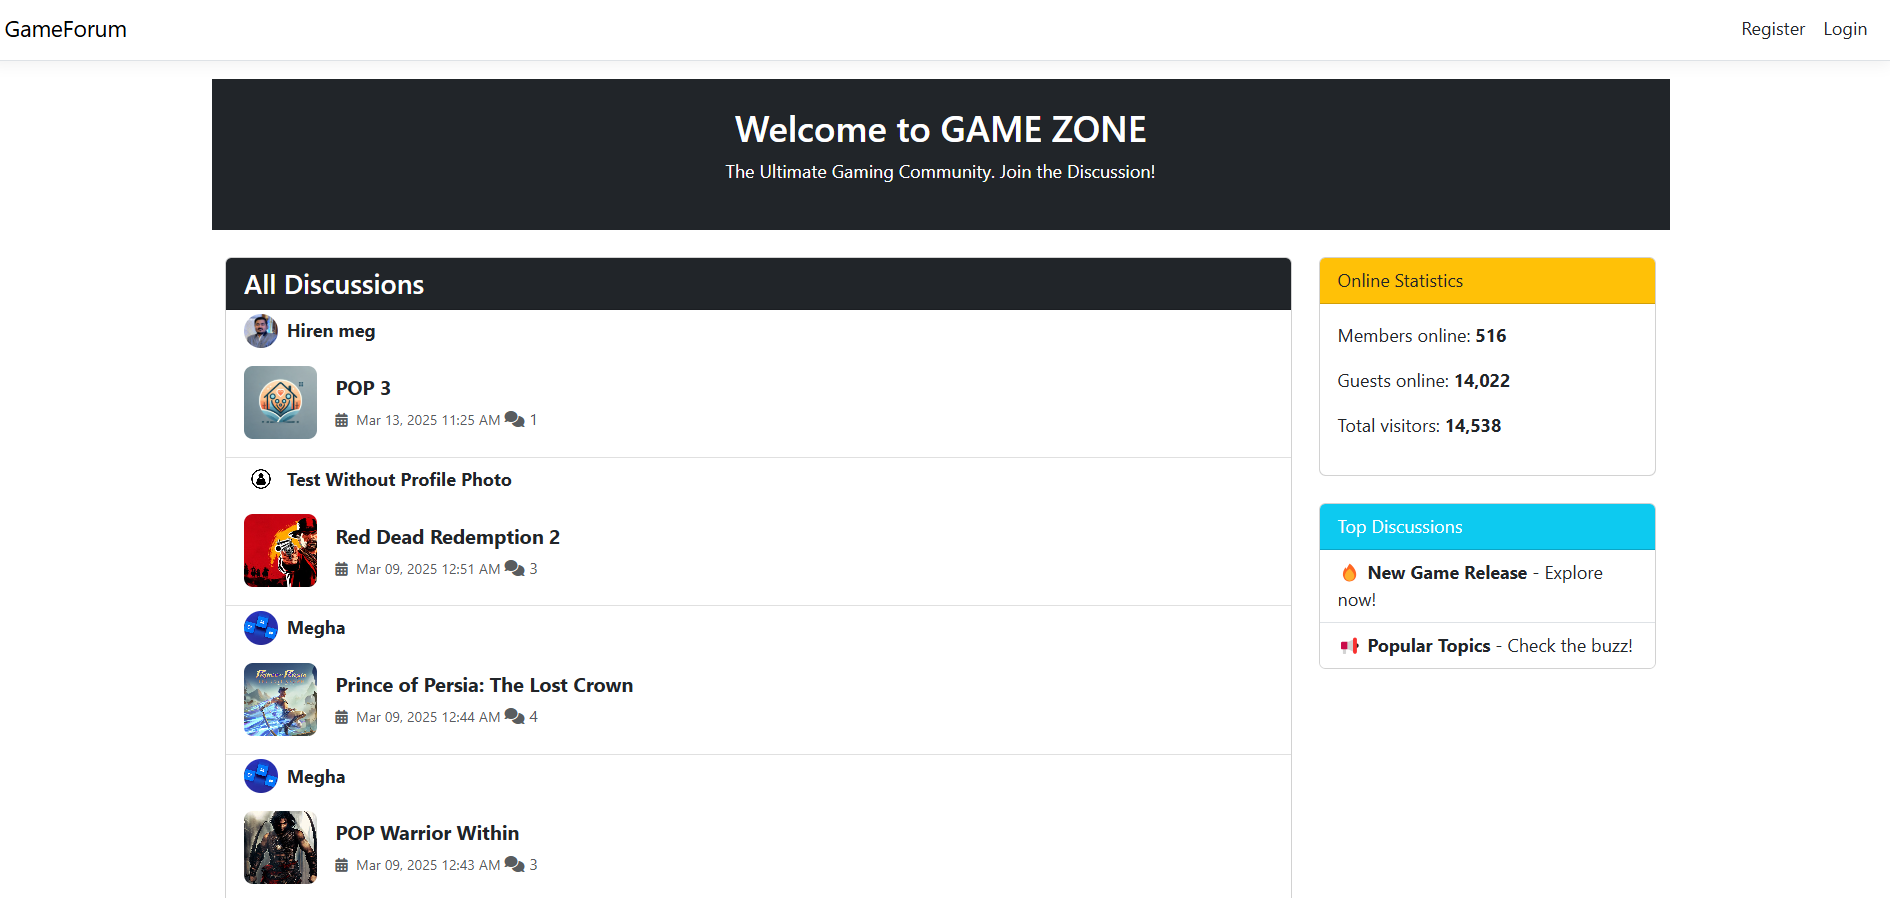 GameForum
Register Login
Welcome to GAME ZONE
The Ultimate Gaming Community. Join the Discussion!
All Discussions
Hiren meg
POP 3
Mar 13, 2025 11:25 AM 1
Test Without Profile Photo
Red Dead Redemption 2
Mar 09, 2025 12:51 AM 3
Megha
Prince of Persia: The Lost Crown
Mar 09, 2025 12:44 AM 4
Megha
POP Warrior Within
Mar 09, 2025 12:43 AM 3
Online Statistics
Members online: 516
Guests online: 14,022
Total visitors: 14,538
Top Discussions
New Game Release - Explore
now!
Popular Topics - Check the buzz!